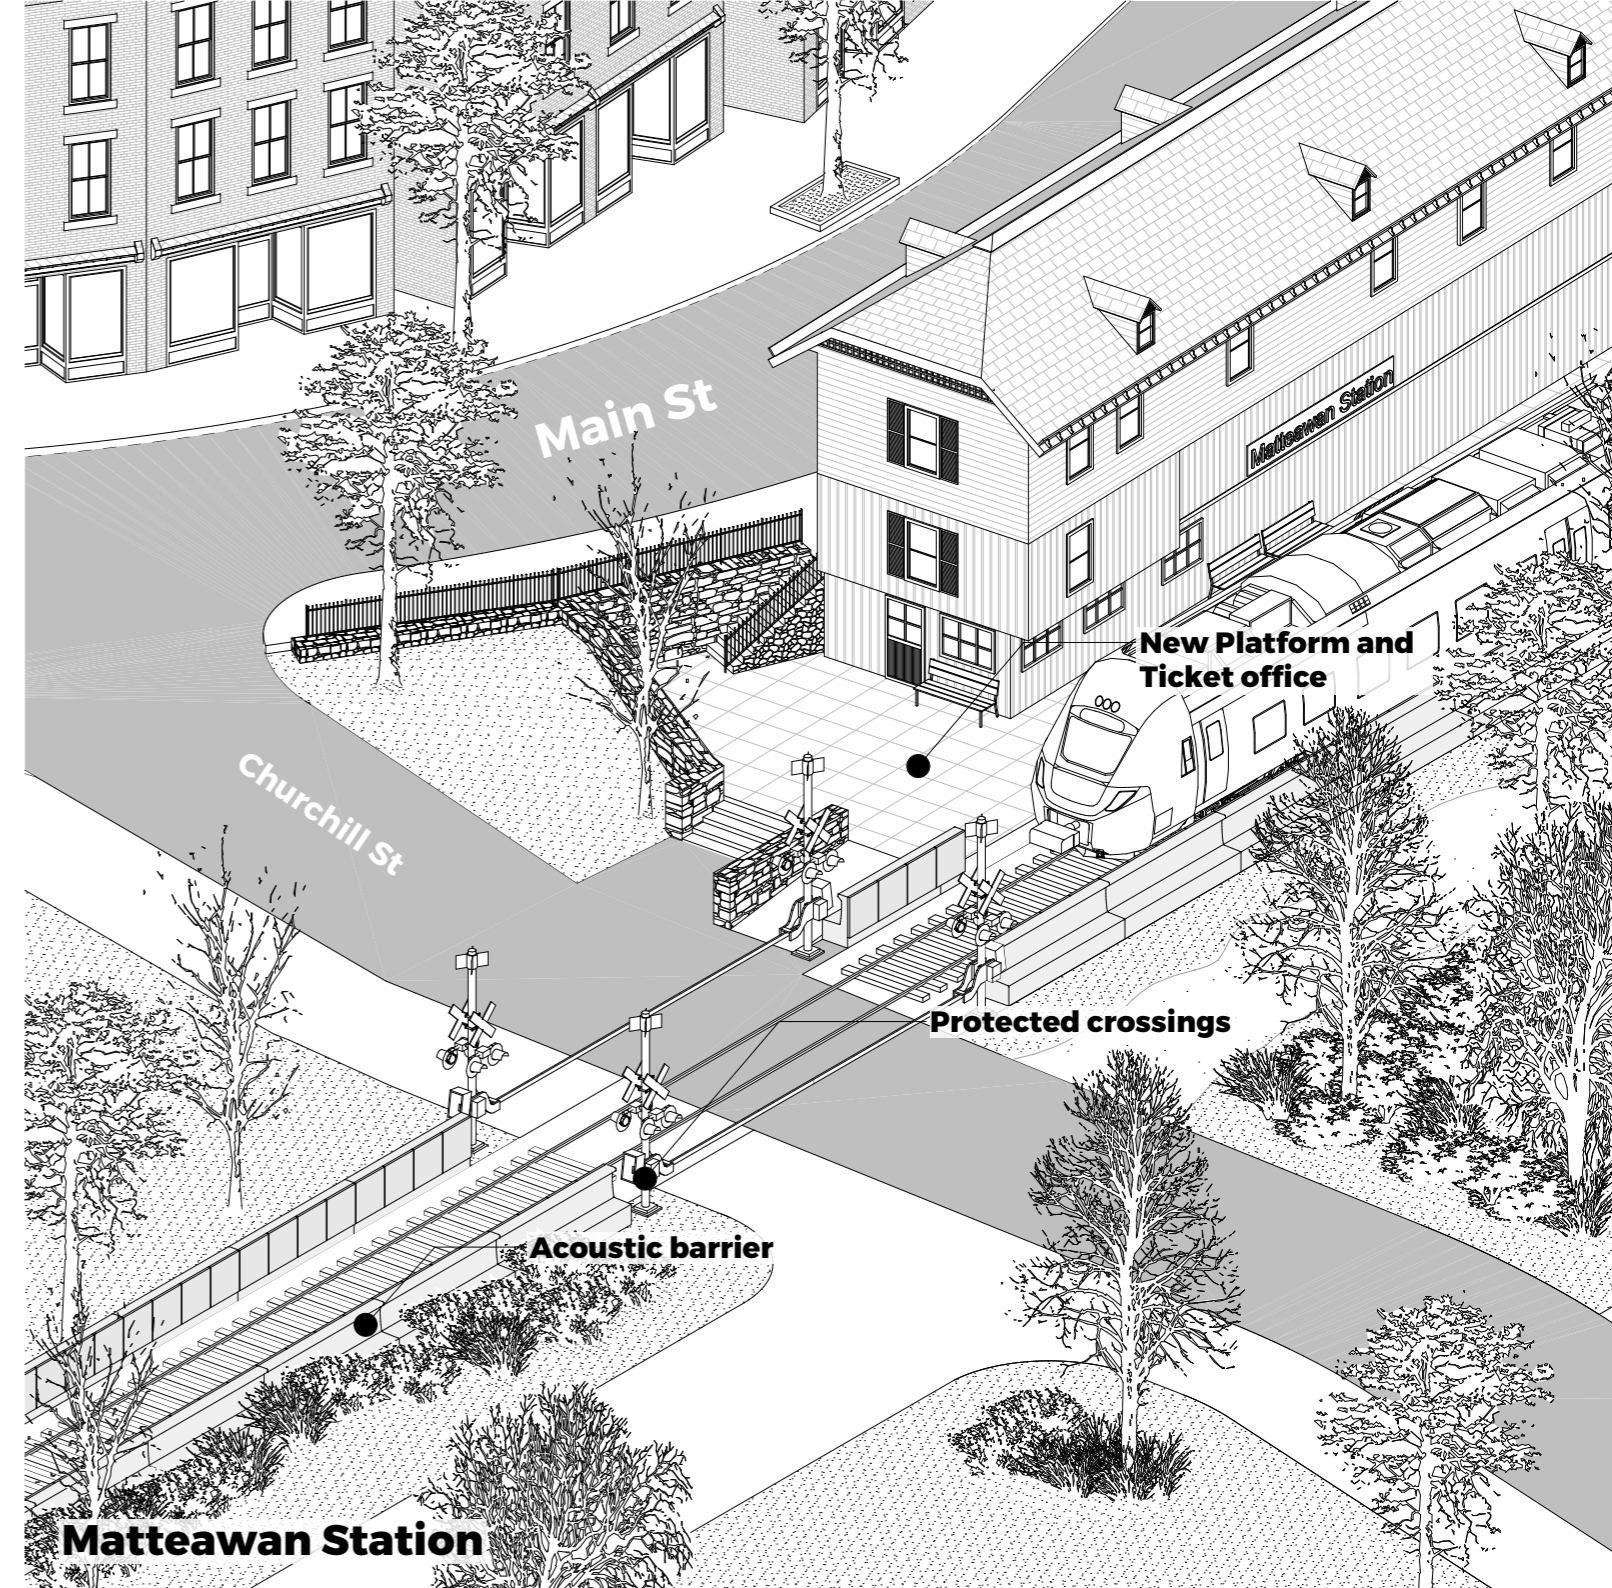 Main St
Matteawan Station
New Platform and
Ticket office
Churchill St
Protected crossings
Acoustic barrier
Matteawan Station